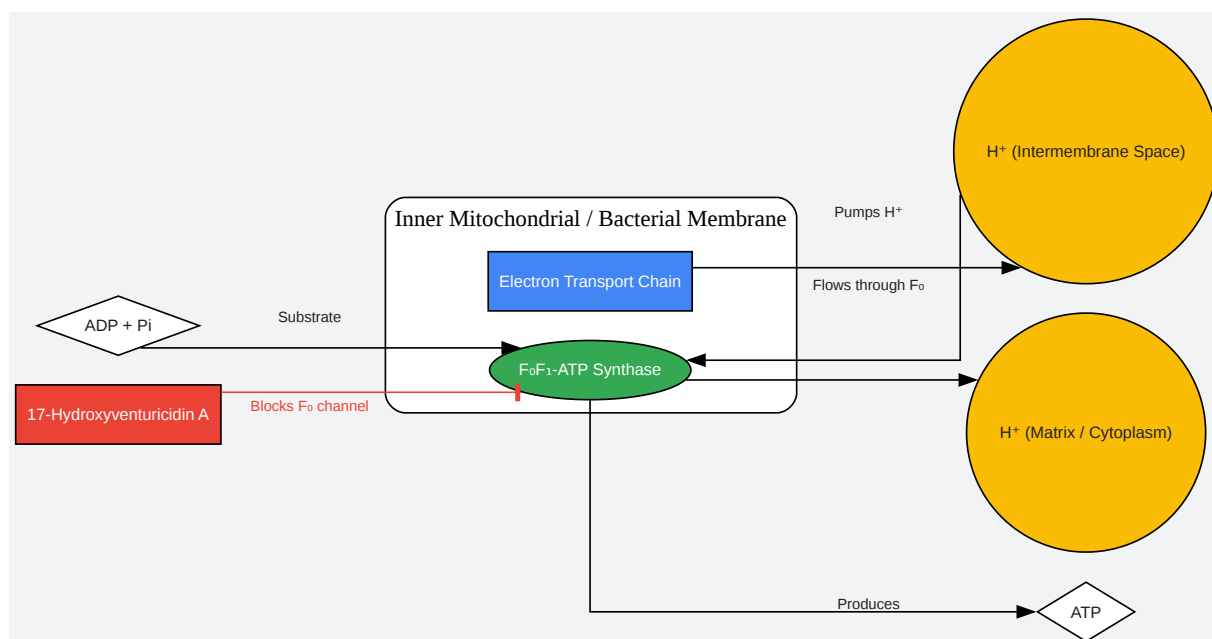 H⁺ (Intermembrane Space)
Inner Mitochondrial / Bacterial Membrane
Pumps H⁺
Electron Transport Chain
Flows through F₀
ADP + Pi
Substrate
F₀F₁-ATP Synthase
17-Hydroxyventuricidin A
Blocks F₀ channel
H⁺ (Matrix / Cytoplasm)
Produces
ATP